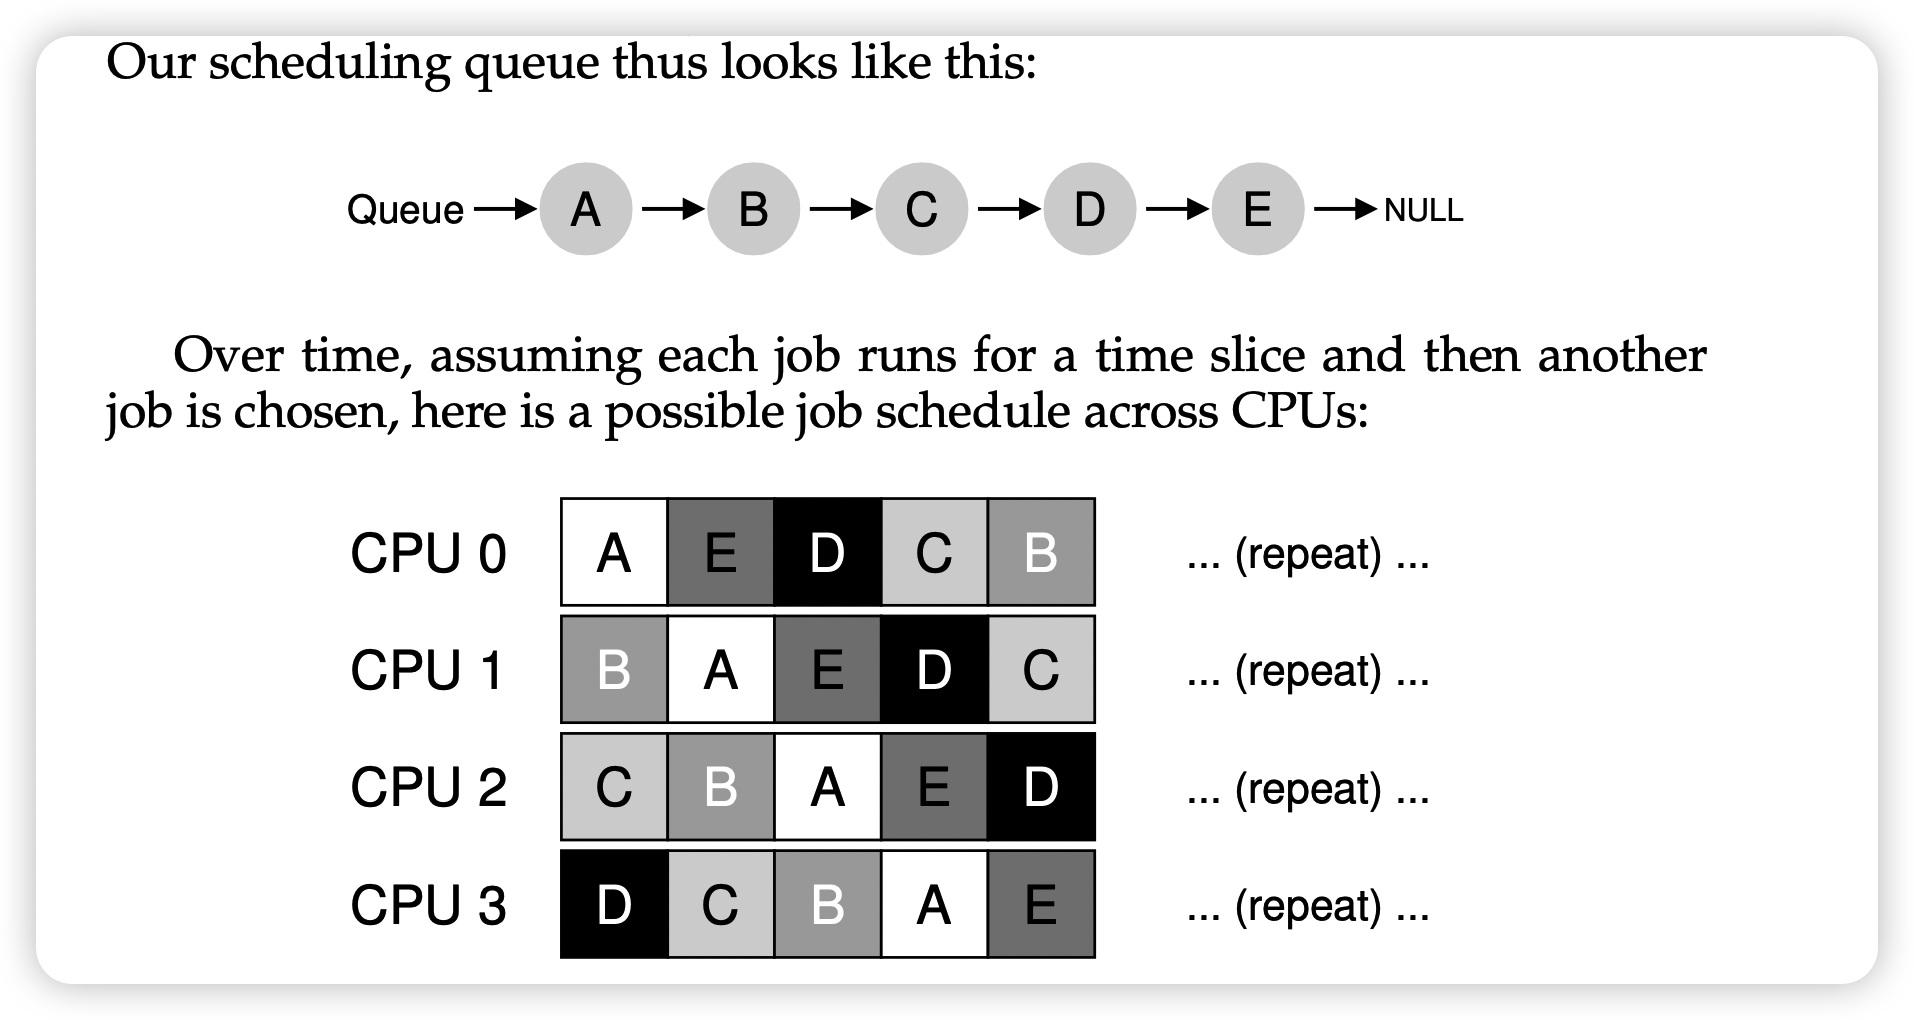 Our scheduling queue thus looks like this:
Queue A B C D E NULL
Over time, assuming each job runs for a time slice and then another
job is chosen, here is a possible job schedule across CPUs:
CPU 0 A E D C B ... (repeat) ...
CPU 1 B A E D C ... (repeat) ...
CPU 2 C B A E D ... (repeat) ...
CPU 3 D C B A E ... (repeat) ...